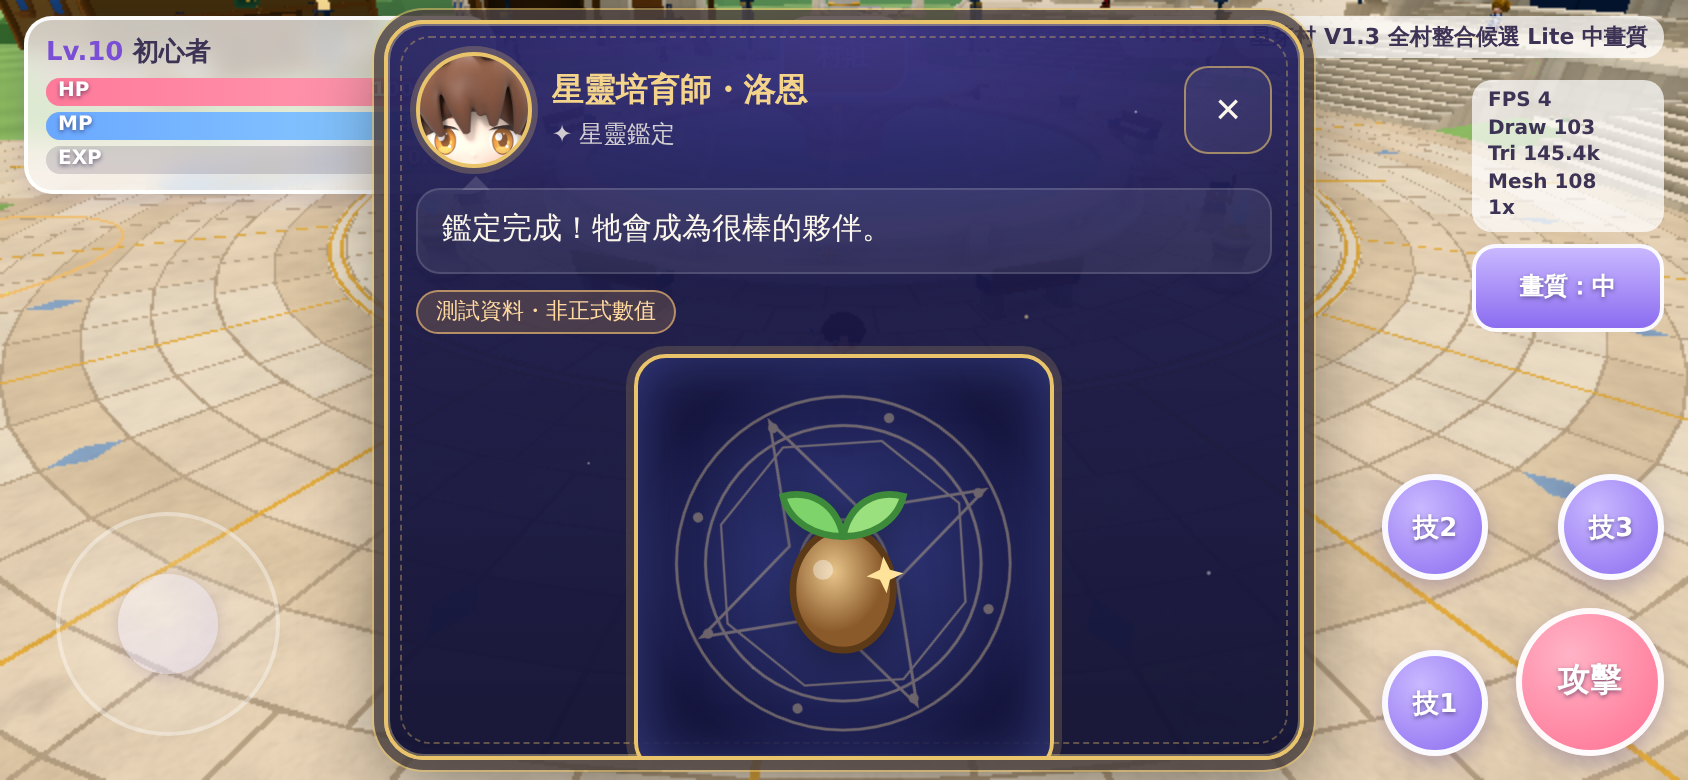 Lv.10 初心者
HP
MP
EXP
星靈培育師・洛恩
✦ 星靈鑑定
×
鑑定完成！牠會成為很棒的夥伴。
測試資料・非正式數值
村 V1.3 全村整合候選 Lite 中畫質
FPS 4
Draw 103
Tri 145.4k
Mesh 108
1x
畫質：中
技2
技3
技1
攻擊